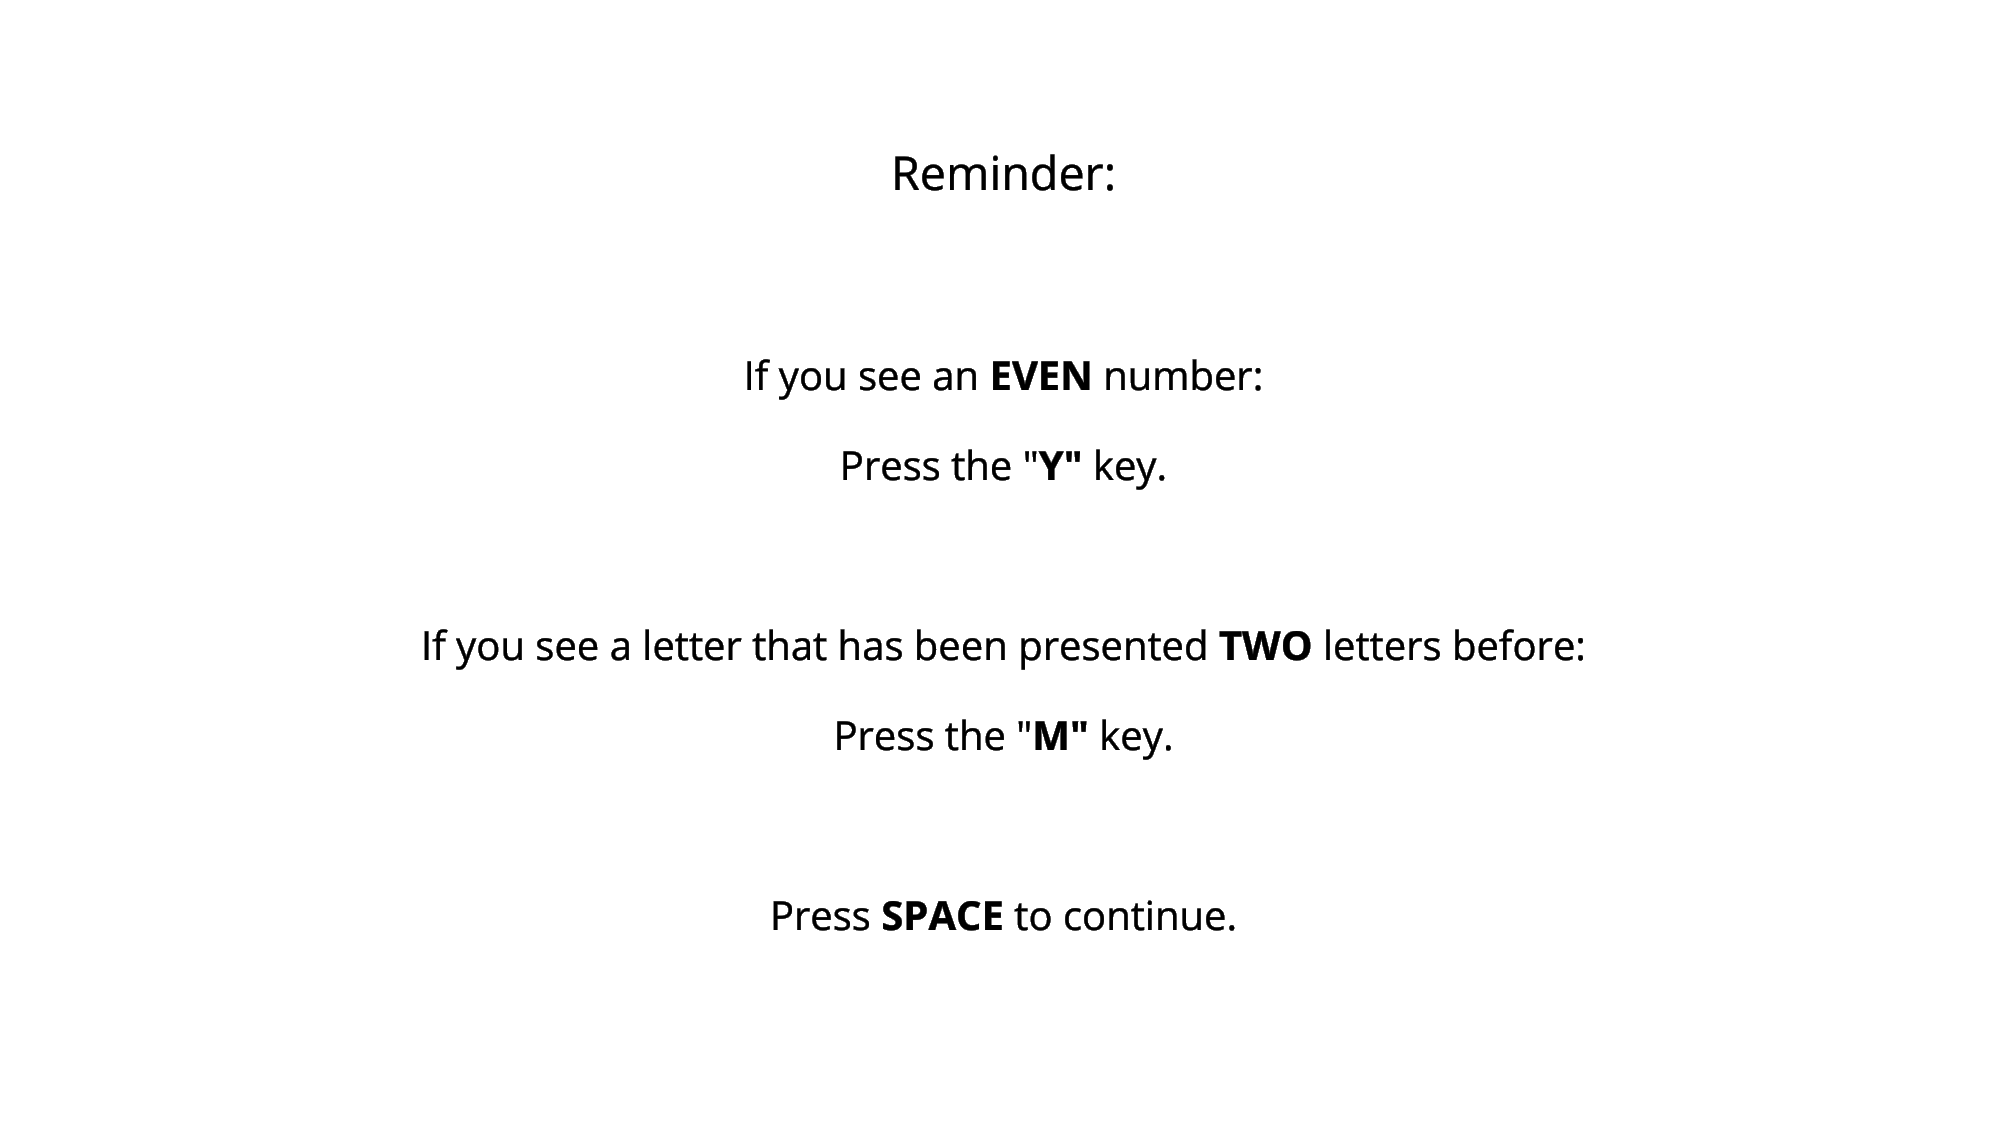 Reminder:
If you see an EVEN number:
Press the "Y" key.
If you see a letter that has been presented TWO letters before:
Press the "M" key.
Press SPACE to continue.